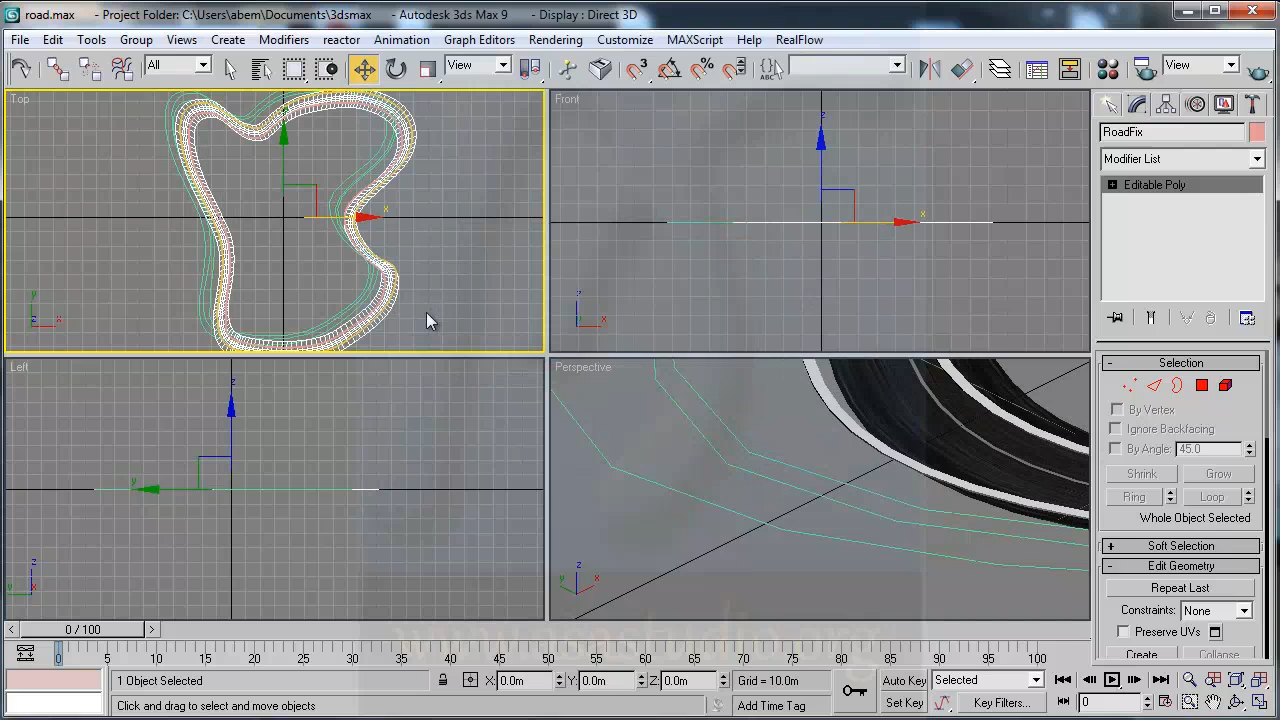 road.max - Project Folder: C:\Users\abem\Documents\3dsmax - Autodesk 3ds Max 9 - Display : Direct 3D
File Edit Tools Group Views Create Modifiers reactor Animation Graph Editors Rendering Customize MAXScript Help RealFlow
All View 3 % ABC View
Top
Front
RoadFix
Modifier List
Editable Poly
y
x
z
x
z
x
y
z
x
Left
Perspective
z
y
z
y
x
z
y
x
Selection
By Vertex
Ignore Backfacing
By Angle: 45.0
Shrink Grow
Ring Loop
Whole Object Selected
Soft Selection
Edit Geometry
Repeat Last
Constraints: None
Preserve UVs
Create Collapse
< 0 / 100 >
0 5 10 15 20 25 30 35 40 45 50 55 60 65 70 75 80 85 90 95 100
1 Object Selected X: 0.0m Y: 0.0m Z: 0.0m Grid = 10.0m Auto Key Selected
Click and drag to select and move objects Add Time Tag Set Key Key Filters... 0